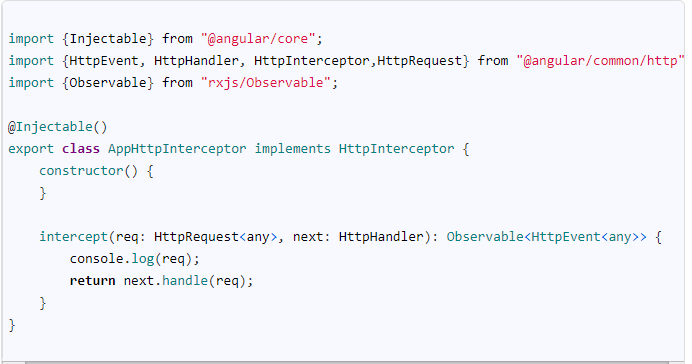 import {Injectable} from "@angular/core";
import {HttpEvent, HttpHandler, HttpInterceptor,HttpRequest} from "@angular/common/http"
import {Observable} from "rxjs/Observable";
@Injectable()
export class AppHttpInterceptor implements HttpInterceptor {
constructor() {
}
intercept(req: HttpRequest<any>, next: HttpHandler): Observable<HttpEvent<any>> {
console.log(req);
return next.handle(req);
}
}